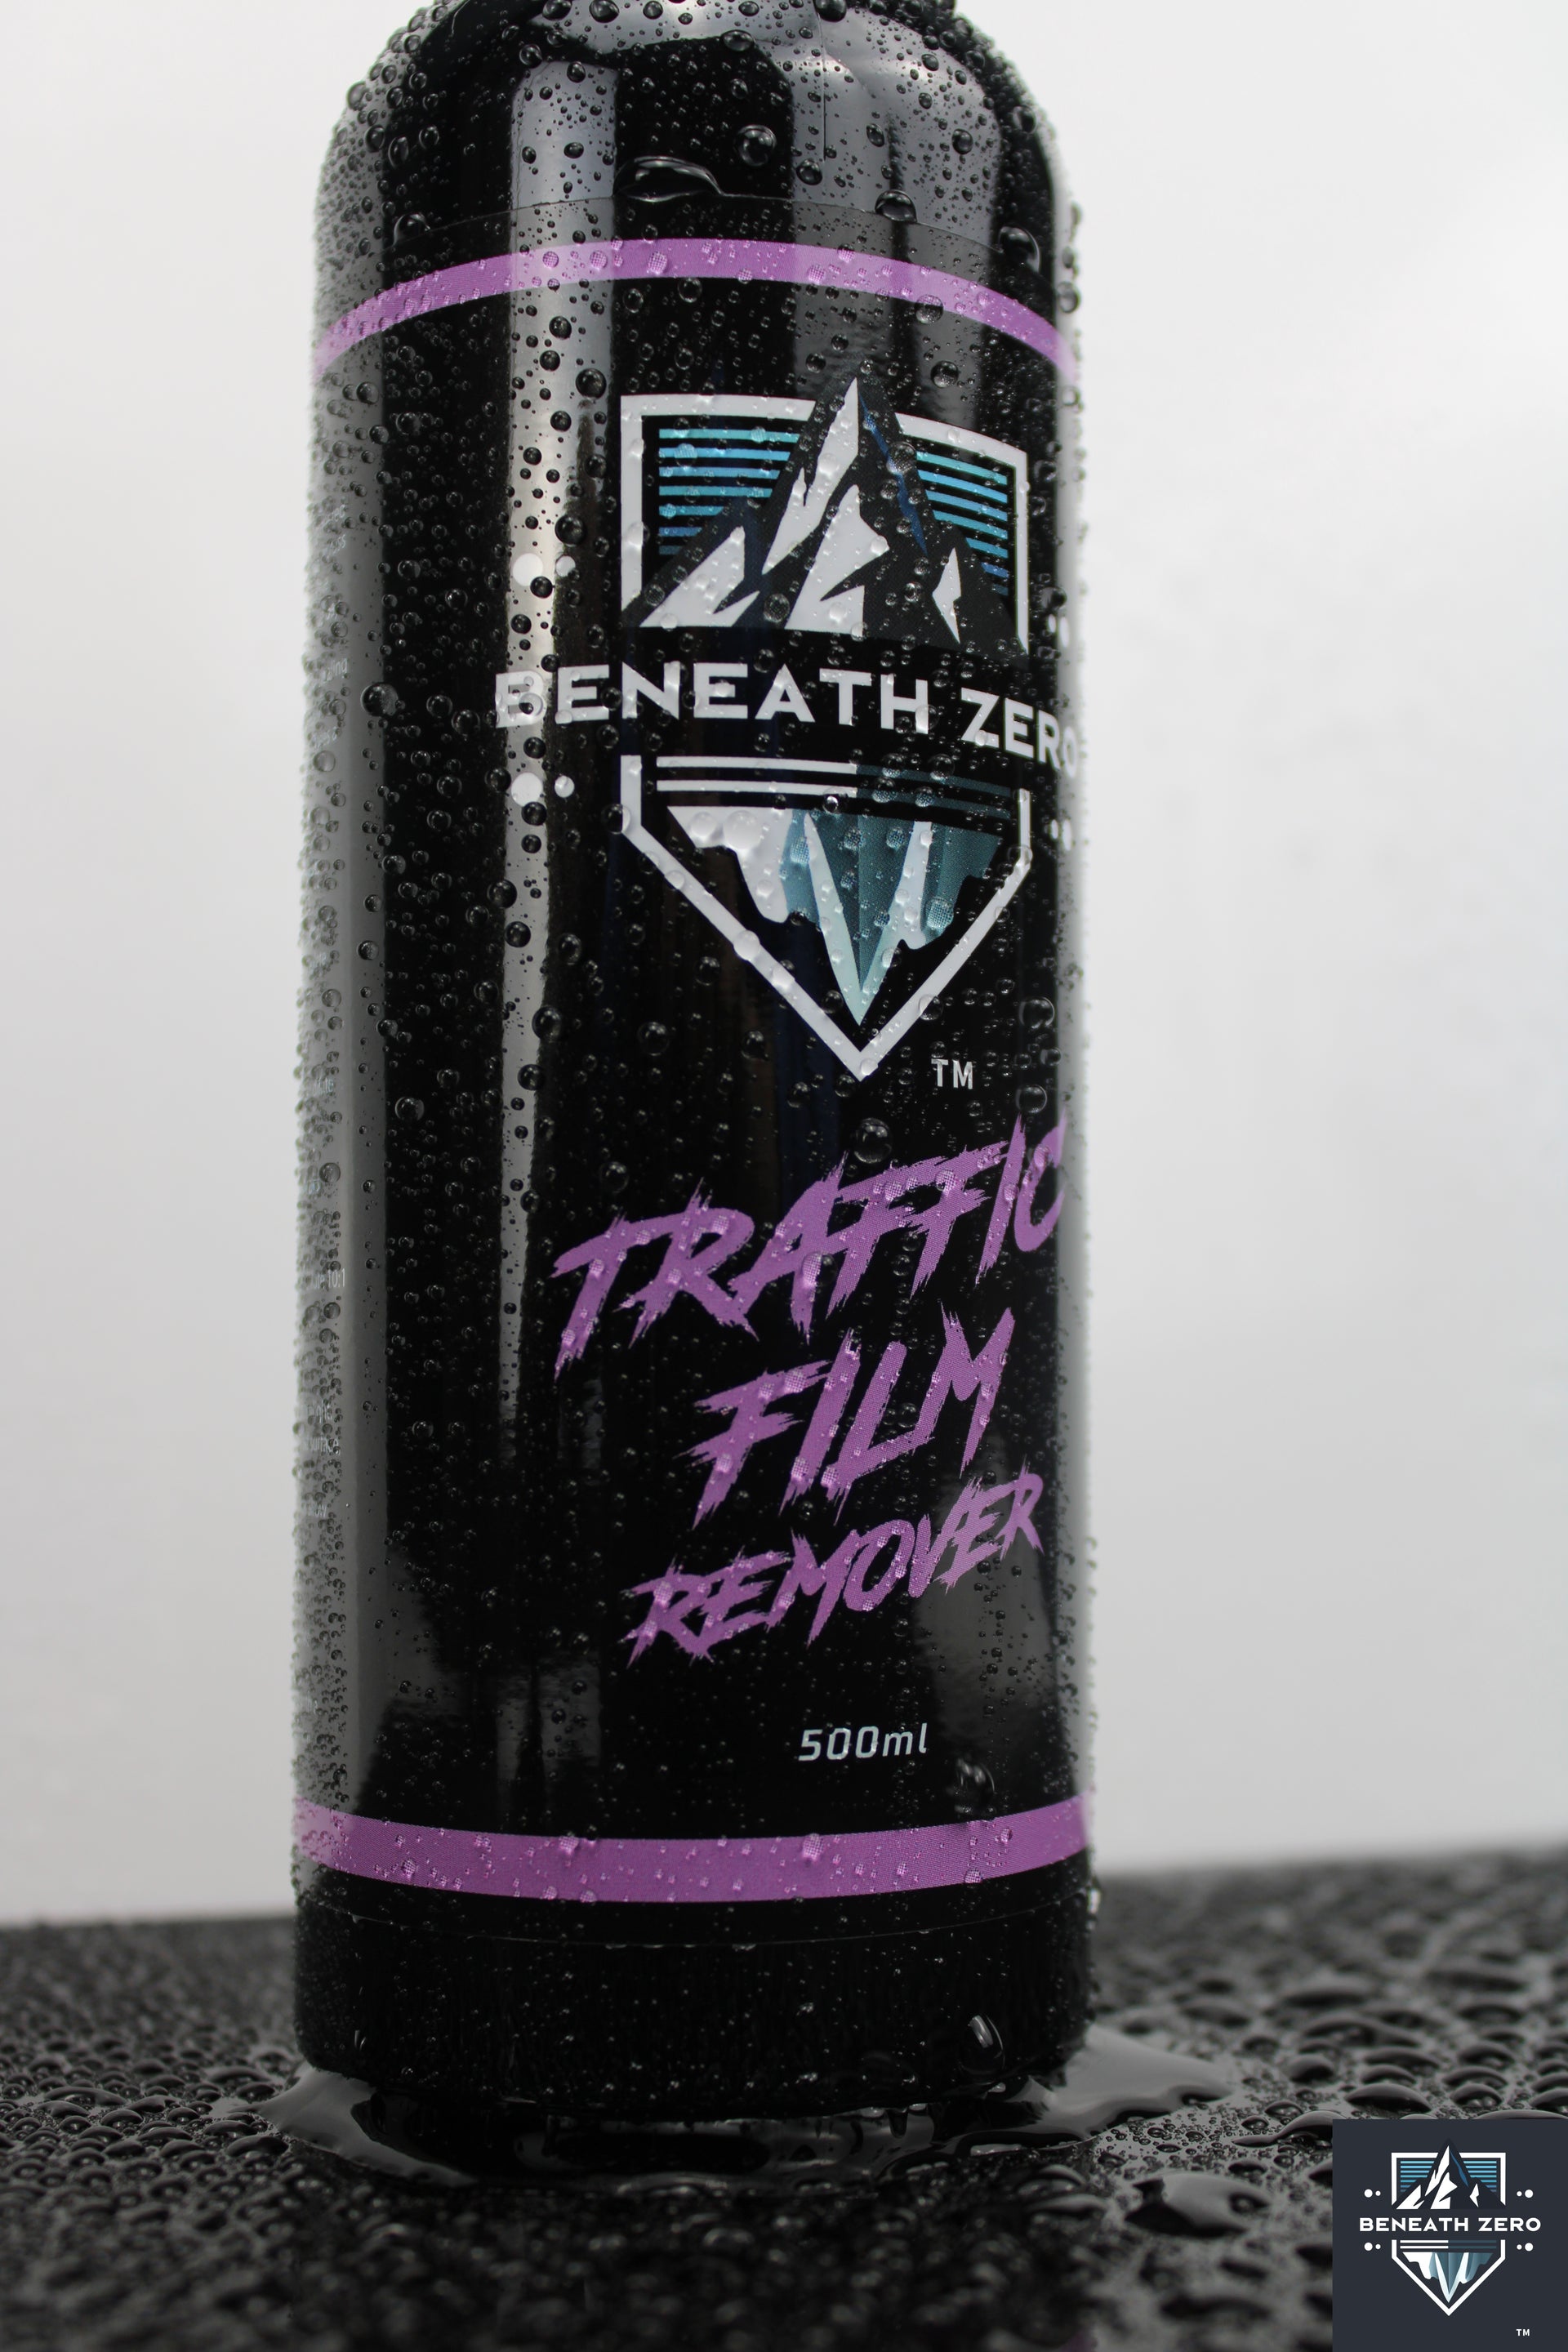 BENEATH ZERO
TM
TRAFFIC
FILM
REMOVER
500ml
BENEATH ZERO
TM